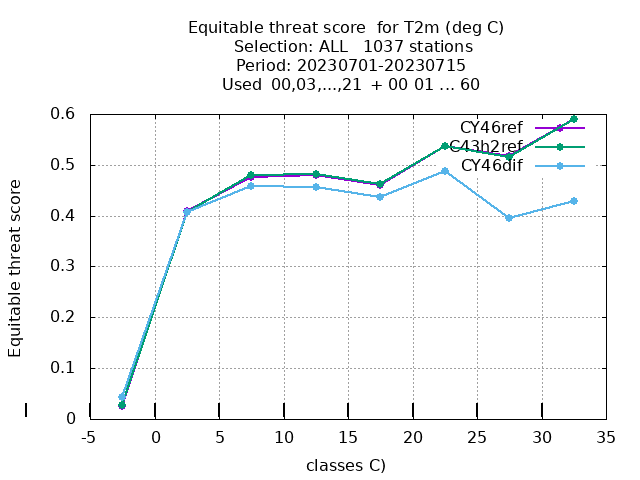 Equitable threat score for T2m (deg C)
Selection: ALL 1037 stations
Period: 20230701-20230715
Used 00,03,...,21 + 00 01 ... 60
CY46ref
C43h2ref
CY46dif
Equitable threat score
0.6
0.5
0.4
0.3
0.2
0.1
0
-5 0 5 10 15 20 25 30 35
classes C)